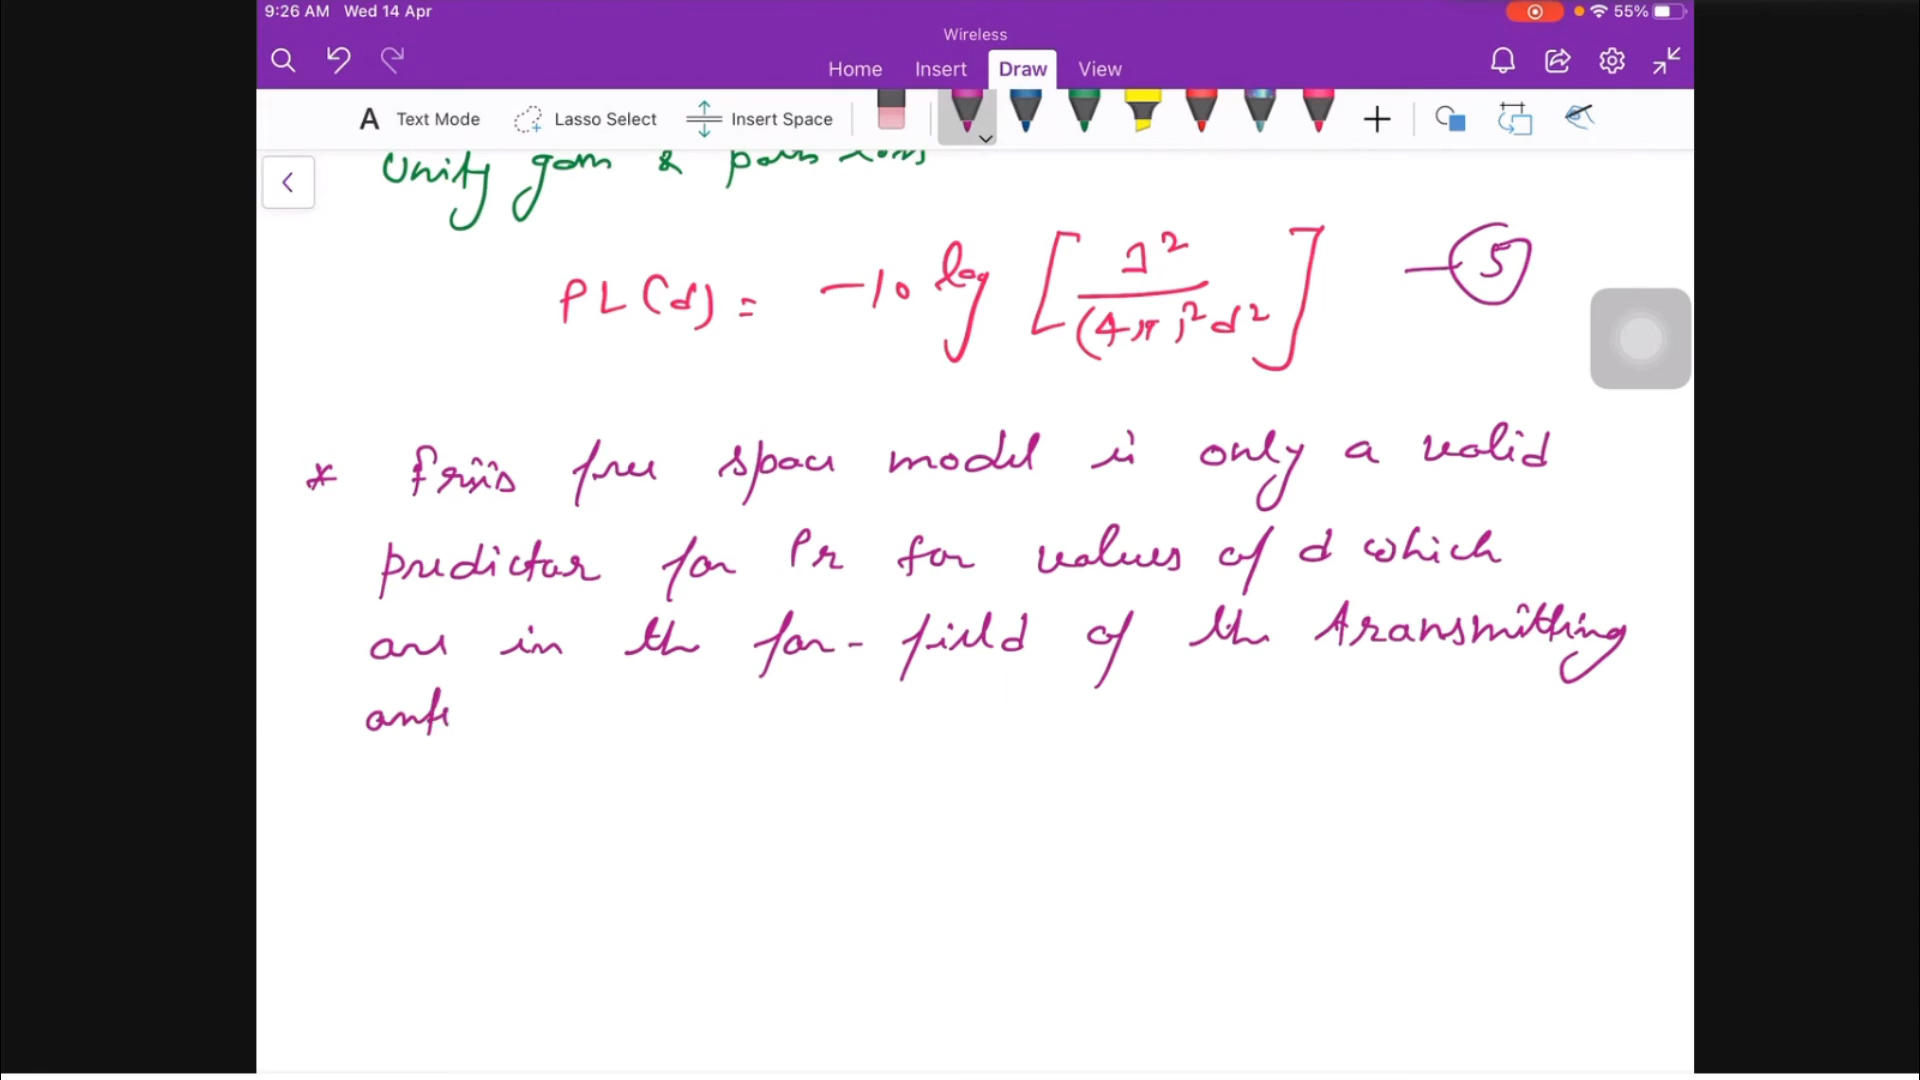 9:26 AM Wed 14 Apr 55%
Wireless
Home Insert Draw View
A Text Mode Lasso Select Insert Space
Unity gain & path loss
PL(d) = -10 log [λ² / (4π)²d²] — 5
* Friis free space model is only a valid
predictor for Pr for values of d which
are in the far-field of the transmitting
ante